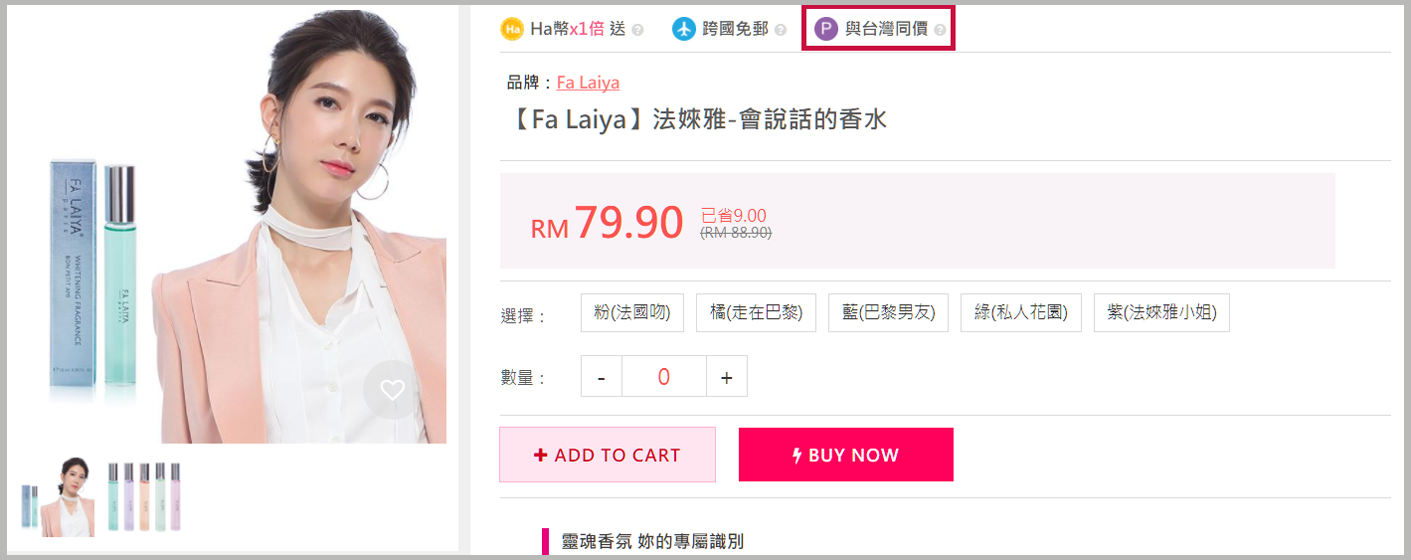 Ha Ha幣x1倍 送 ?
跨國免郵 ?
P 與台灣同價 ?
品牌：Fa Laiya
【Fa Laiya】法婡雅-會說話的香水
RM 79.90
已省9.00
(RM 88.90)
選擇：
粉(法國吻)
橘(走在巴黎)
藍(巴黎男友)
綠(私人花園)
紫(法婡雅小姐)
數量：
- 0 +
+ ADD TO CART
BUY NOW
靈魂香氛 妳的專屬識別
FA LAIYA
paris
WHITENING FRAGRANCE
BON PETIT AMI
FA LAIYA